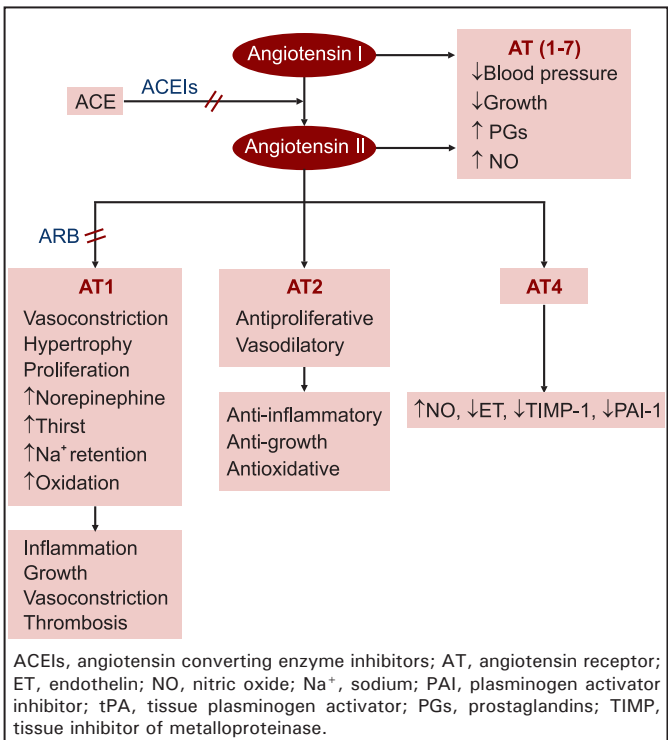 Angiotensin I
AT (1-7)
↓Blood pressure
↓Growth
↑ PGs
↑ NO
ACEIs
ACE
Angiotensin II
ARB
AT1
Vasoconstriction
Hypertrophy
Proliferation
↑Norepinephine
↑Thirst
↑Na⁺ retention
↑Oxidation
AT2
Antiproliferative
Vasodilatory
AT4
Anti-inflammatory
Anti-growth
Antioxidative
↑NO, ↓ET, ↓TIMP-1, ↓PAI-1
Inflammation
Growth
Vasoconstriction
Thrombosis
ACEIs, angiotensin converting enzyme inhibitors; AT, angiotensin receptor;
ET, endothelin; NO, nitric oxide; Na⁺, sodium; PAI, plasminogen activator
inhibitor; tPA, tissue plasminogen activator; PGs, prostaglandins; TIMP,
tissue inhibitor of metalloproteinase.